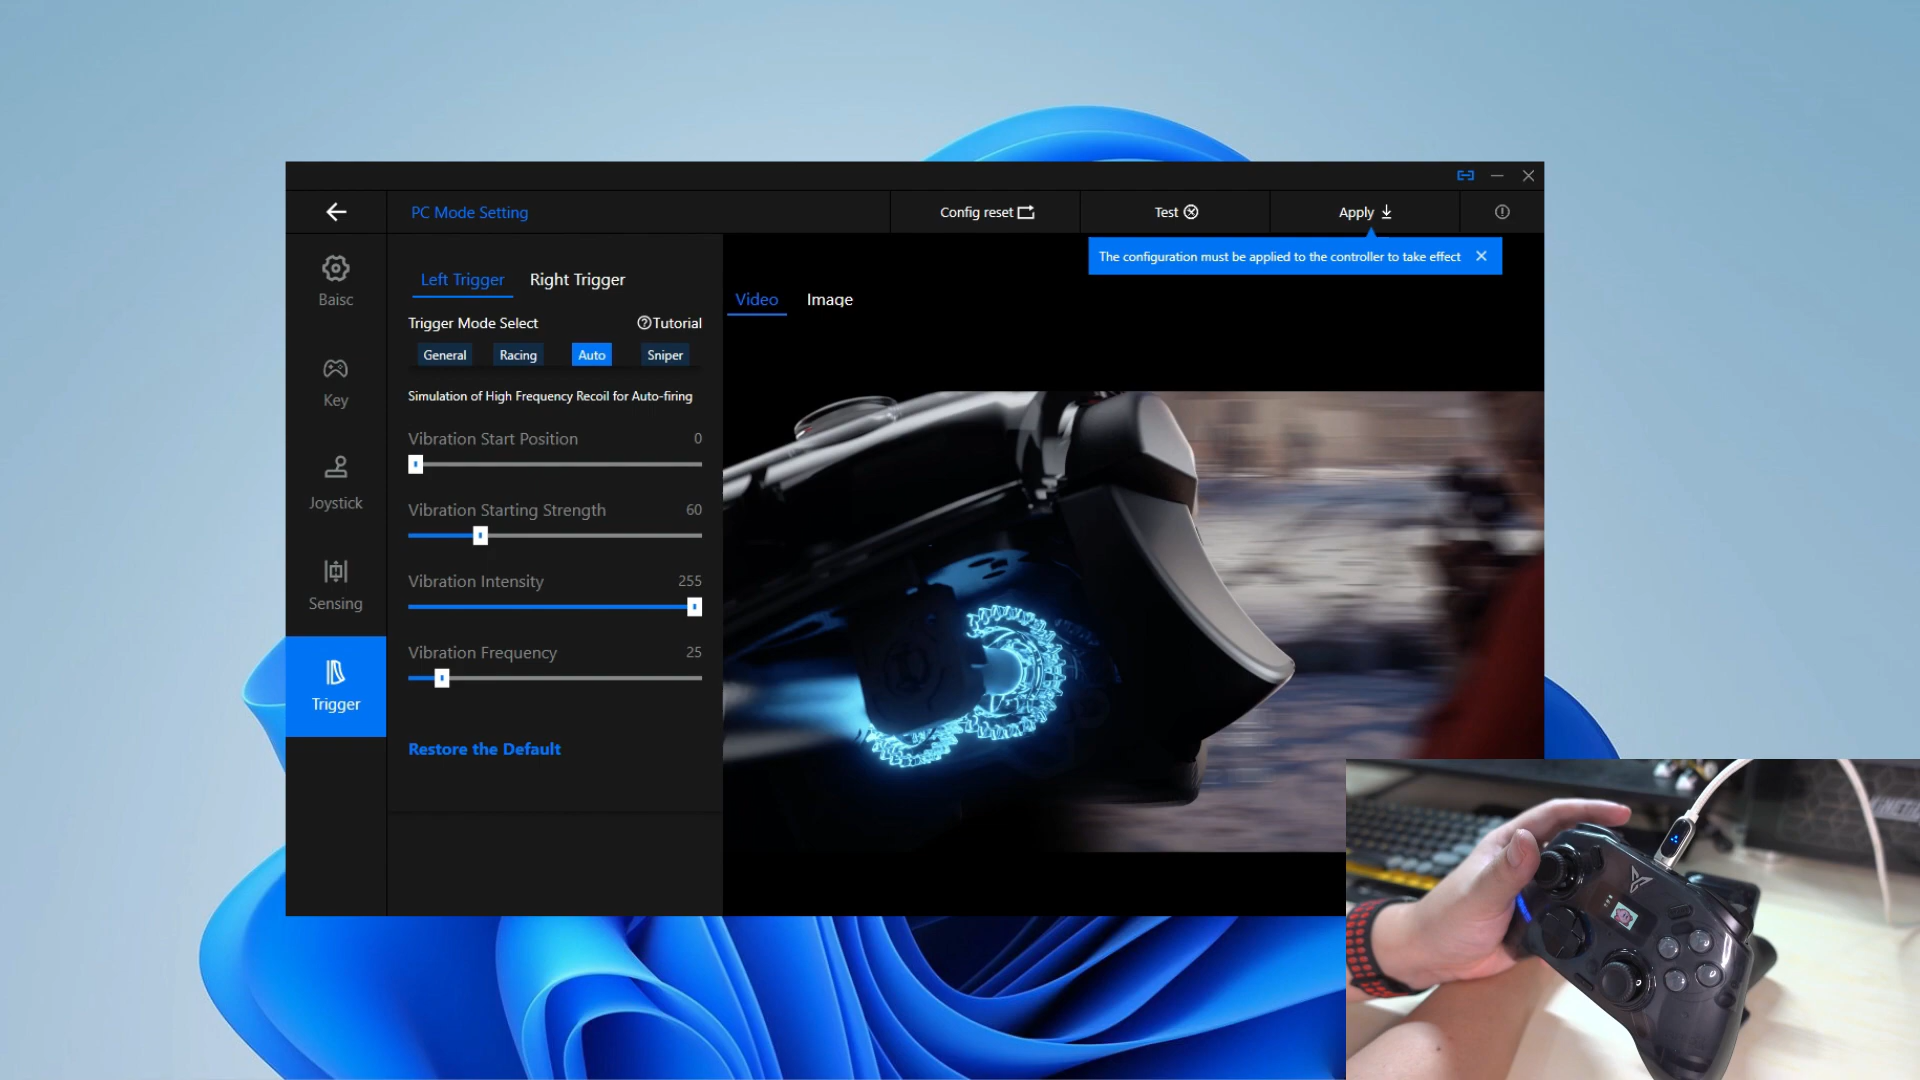 PC Mode Setting
Config reset
Test
Apply
The configuration must be applied to the controller to take effect
Baisc
Key
Joystick
Sensing
Trigger
Left Trigger
Right Trigger
Trigger Mode Select
Tutorial
General
Racing
Auto
Sniper
Simulation of High Frequency Recoil for Auto-firing
Vibration Start Position 0
Vibration Starting Strength 60
Vibration Intensity 255
Vibration Frequency 25
Restore the Default
Video
Image